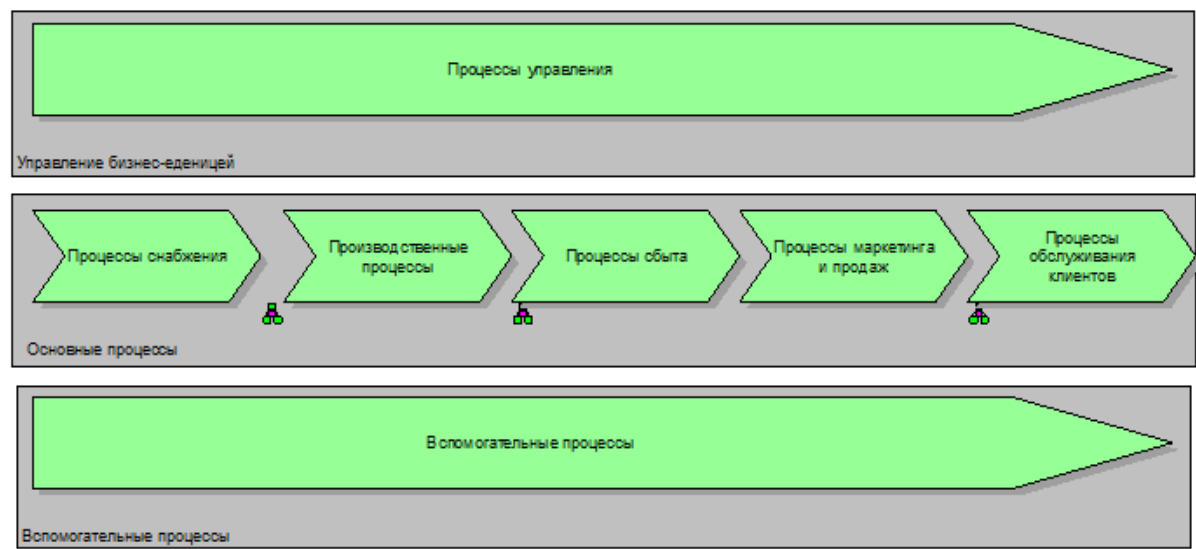 Процессы управления
Управление бизнес-еденицей
Процессы снабжения
Производственные
процессы
Процессы сбыта
Процессы маркетинга
и продаж
Процессы
обслуживания
клиентов
Основные процессы
Вспомогательные процессы
Вспомогательные процессы